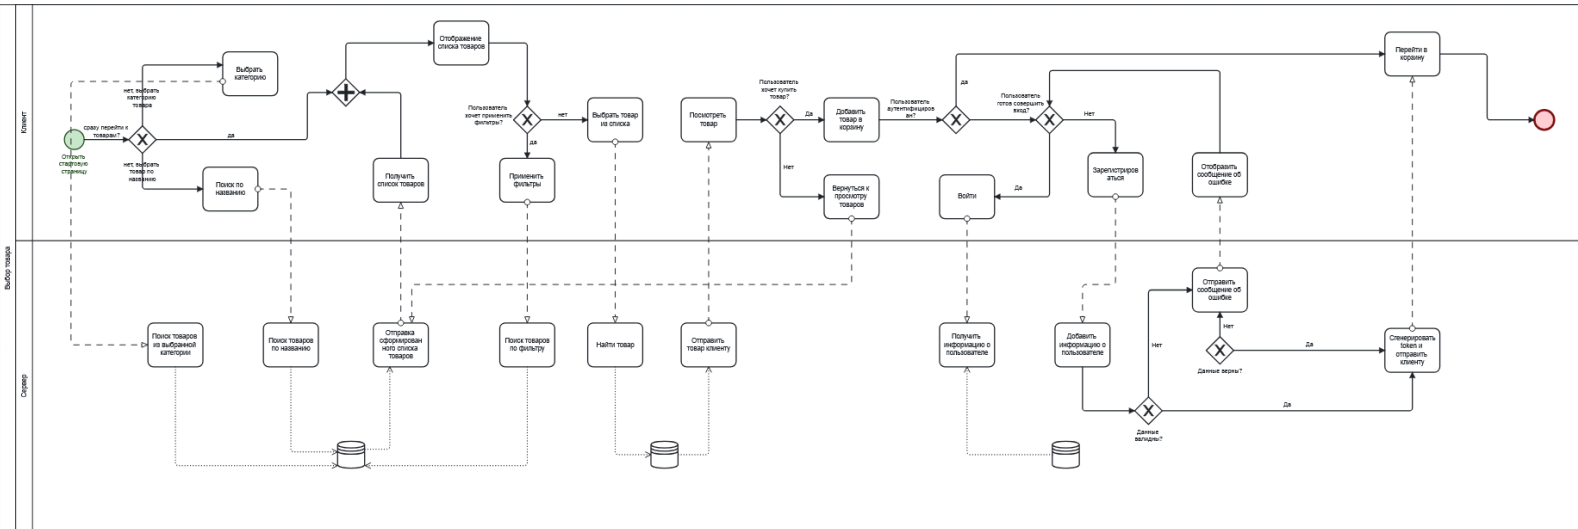 Выбор товара
Клиент
Отображение
списка товаров
Перейти в
корзину
Выбрать
категорию
нет, выбрать
категорию
товара
Пользователь
хочет купить
товар?
да
Пользователь
хочет применить
фильтры?
нет
Выбрать товар
из списка
Посмотреть
товар
Да
Добавить
товар в
корзину
Пользователь
аутентифициров
ан?
Пользователь
готов совершить
вход?
Нет
сразу перейти к
товарам?
да
Открыть
стартовую
страницу
нет, выбрать
товар по
названию
Поиск по
названию
Получить
список товаров
да
Применить
фильтры
Нет
Вернуться к
просмотру
товаров
Войти
Да
Зарегистриров
аться
Отобразить
сообщение об
ошибке
Сервер
Отправить
сообщение об
ошибке
Поиск товаров
из выбранной
категории
Поиск товаров
по названию
Отправка
сформирован
ного списка
товаров
Поиск товаров
по фильтру
Найти товар
Отправить
товар клиенту
Получить
информацию о
пользователе
Добавить
информацию о
пользователе
Нет
Нет
Данные верны?
Да
Сгенерировать
token и
отправить
клиенту
Данные
валидны?
Да